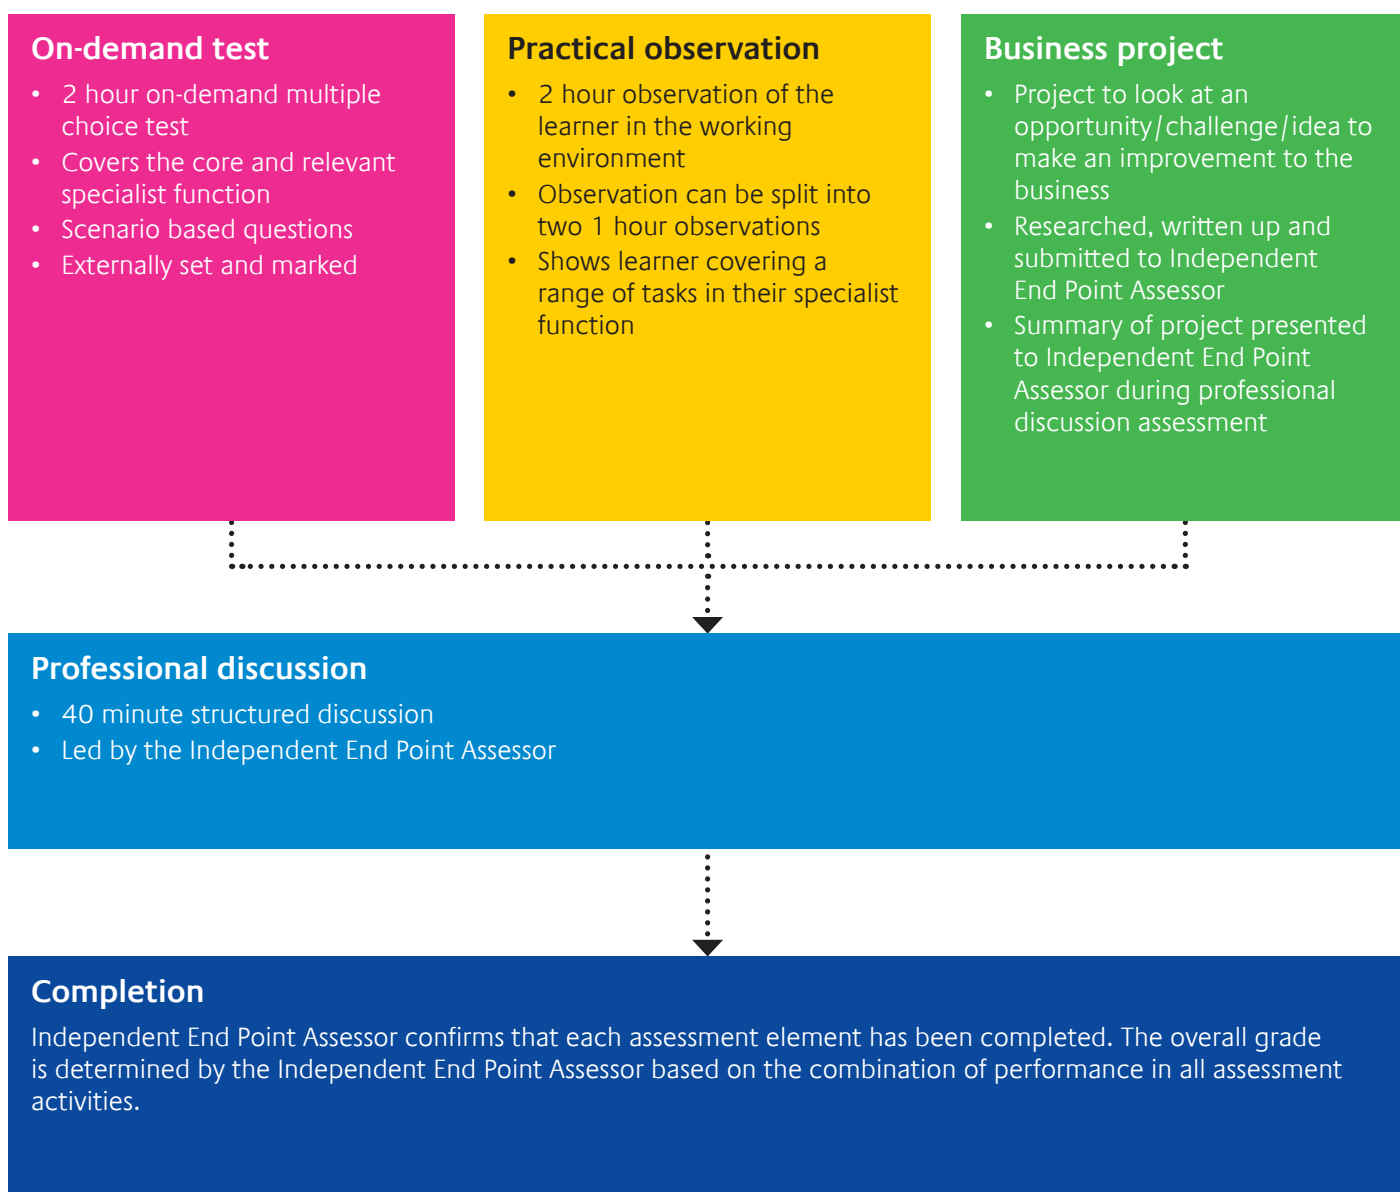 On-demand test
• 2 hour on-demand multiple
choice test
• Covers the core and relevant
specialist function
• Scenario based questions
• Externally set and marked
Practical observation
• 2 hour observation of the
learner in the working
environment
• Observation can be split into
two 1 hour observations
• Shows learner covering a
range of tasks in their specialist
function
Business project
• Project to look at an
opportunity/challenge/idea to
make an improvement to the
business
• Researched, written up and
submitted to Independent
End Point Assessor
• Summary of project presented
to Independent End Point
Assessor during professional
discussion assessment
Professional discussion
• 40 minute structured discussion
• Led by the Independent End Point Assessor
Completion
Independent End Point Assessor confirms that each assessment element has been completed. The overall grade
is determined by the Independent End Point Assessor based on the combination of performance in all assessment
activities.